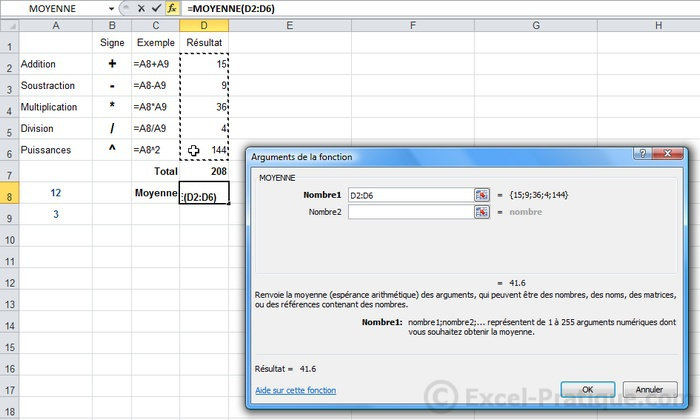 MOYENNE =MOYENNE(D2:D6)
A B C D E F G H
1 Signe Exemple Résultat
2 Addition + =A8+A9 15
3 Soustraction - =A8-A9 9
4 Multiplication * =A8*A9 36
5 Division / =A8/A9 4
6 Puissances ^ =A8^2 144
7 Total 208
8 12 Moyenne :(D2:D6)
9 3
10
11
12
13
14
15
16
17
18
Arguments de la fonction
MOYENNE
Nombre1 D2:D6 = {15;9;36;4;144}
Nombre2 = nombre
= 41.6
Renvoie la moyenne (espérance arithmétique) des arguments, qui peuvent être des nombres, des noms, des matrices,
ou des références contenant des nombres.
Nombre1: nombre1;nombre2;... représentent de 1 à 255 arguments numériques dont
vous souhaitez obtenir la moyenne.
Résultat = 41.6
Aide sur cette fonction OK Annuler
© Excel-Pratique.com